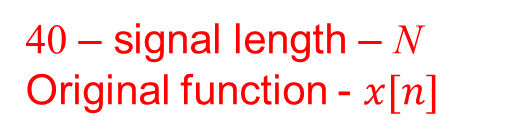 40 – signal length – N
Original function - x[n]